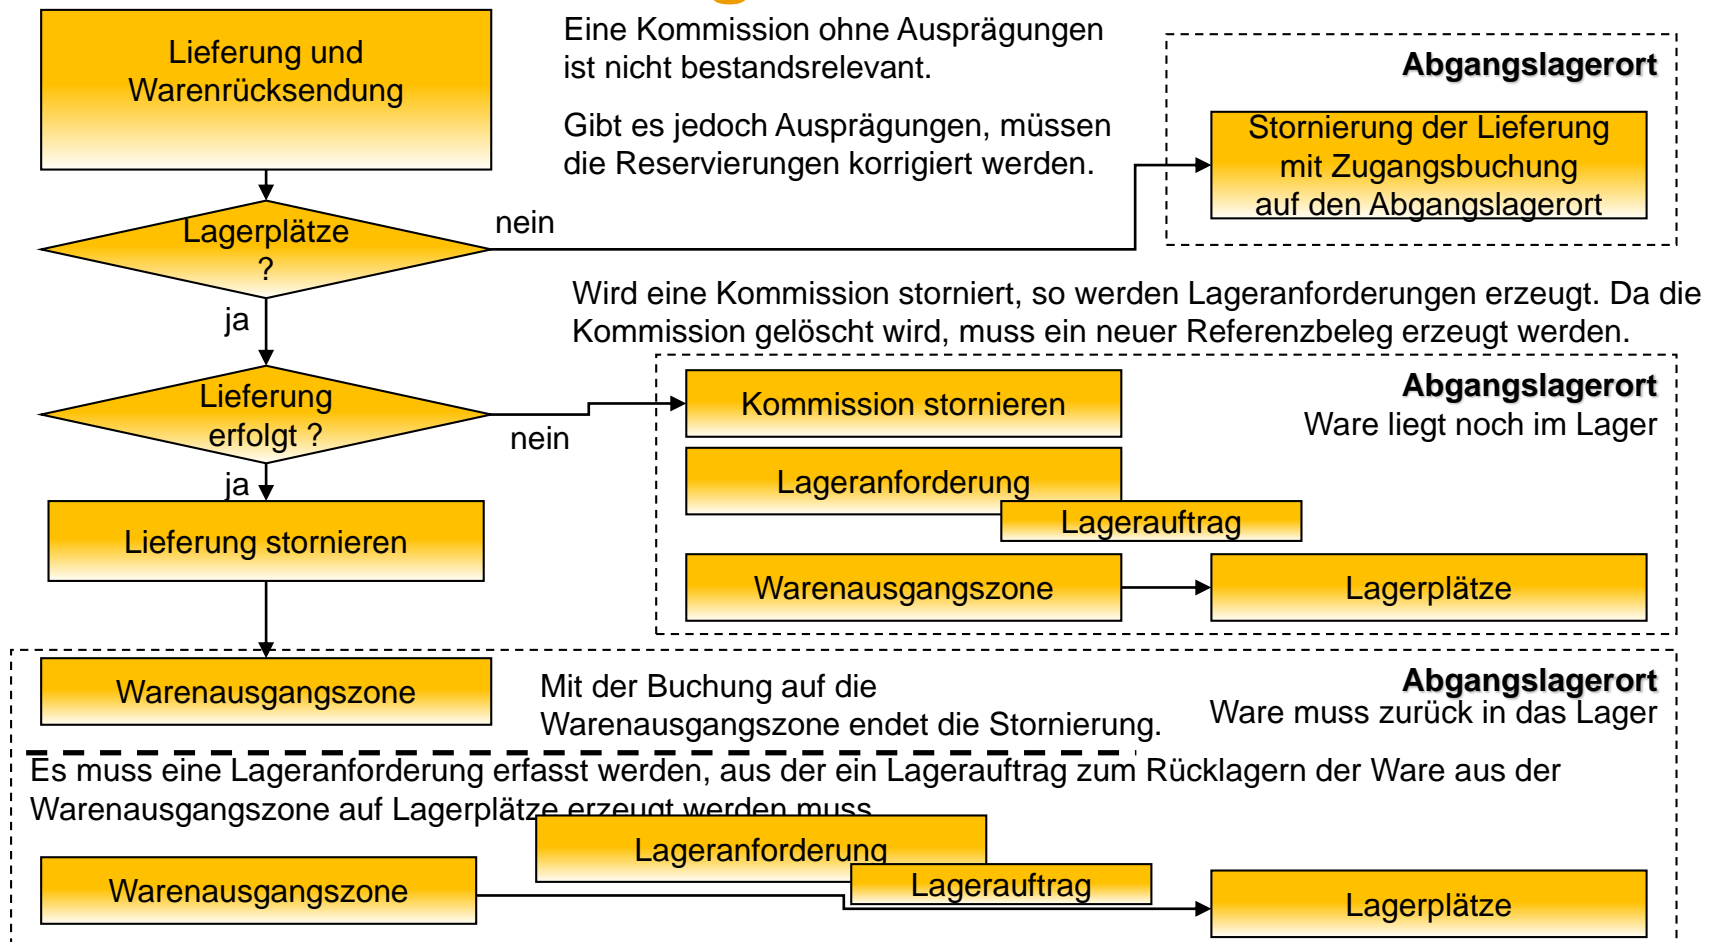 Eine Kommission ohne Ausprägungen
ist nicht bestandsrelevant.
Gibt es jedoch Ausprägungen, müssen
die Reservierungen korrigiert werden.
Lieferung und
Warenrücksendung
Abgangslagerort
Stornierung der Lieferung
mit Zugangsbuchung
auf den Abgangslagerort
Lagerplätze
?
nein
ja
Wird eine Kommission storniert, so werden Lageranforderungen erzeugt. Da die
Kommission gelöscht wird, muss ein neuer Referenzbeleg erzeugt werden.
Lieferung
erfolgt ?
nein
ja
Abgangslagerort
Ware liegt noch im Lager
Kommission stornieren
Lageranforderung
Lagerauftrag
Warenausgangszone
Lagerplätze
Lieferung stornieren
Warenausgangszone
Mit der Buchung auf die
Warenausgangszone endet die Stornierung.
Abgangslagerort
Ware muss zurück in das Lager
Es muss eine Lageranforderung erfasst werden, aus der ein Lagerauftrag zum Rücklagern der Ware aus der
Warenausgangszone auf Lagerplätze erzeugt werden muss
Lageranforderung
Lagerauftrag
Warenausgangszone
Lagerplätze